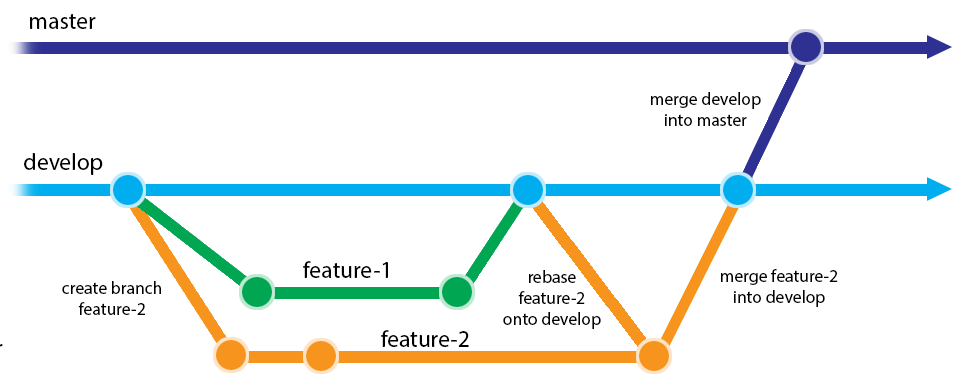 master
merge develop
into master
develop
feature-1
create branch
feature-2
rebase
feature-2
onto develop
merge feature-2
into develop
feature-2